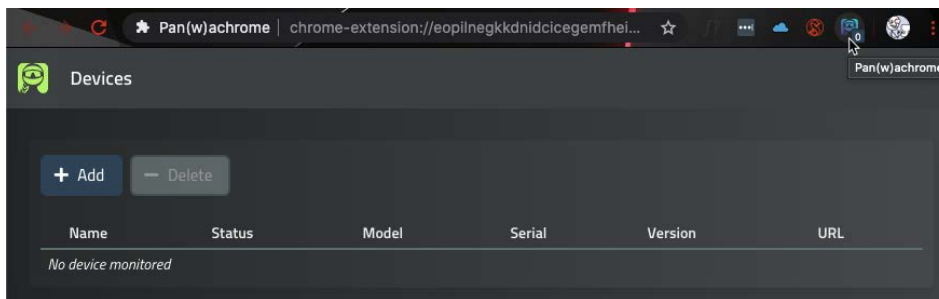 Pan(w)achrome | chrome-extension://eopilnegkkdnidcicegemfhei...
0
Pan(w)achrome
Devices
+ Add
− Delete
Name Status Model Serial Version URL
No device monitored